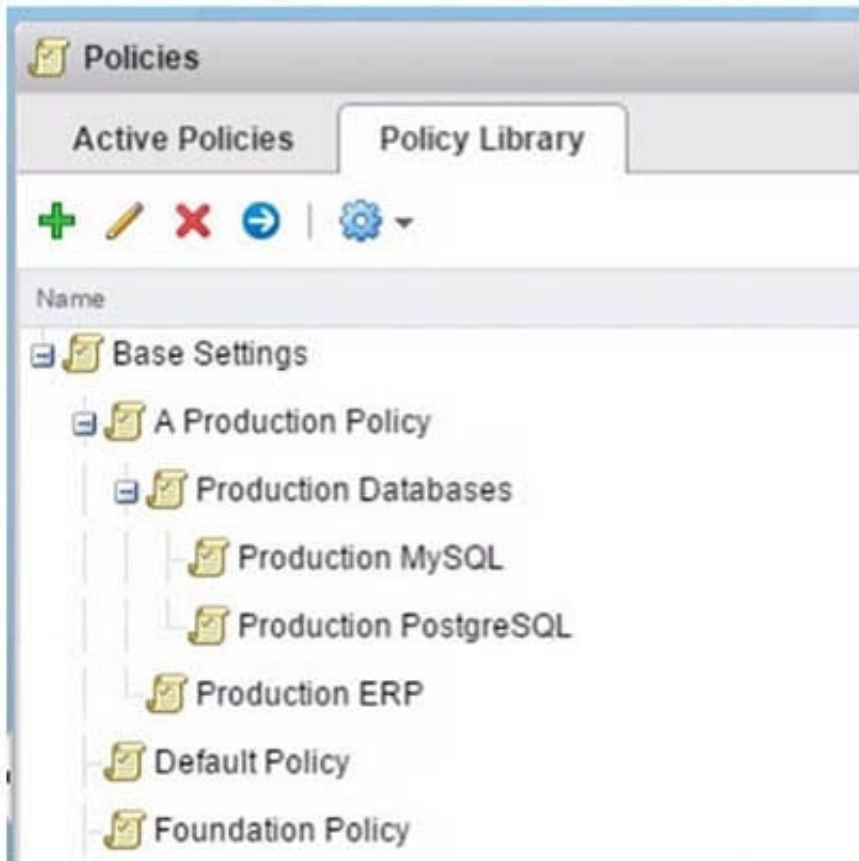 Policies
Active Policies Policy Library
Name
Base Settings
A Production Policy
Production Databases
Production MySQL
Production PostgreSQL
Production ERP
Default Policy
Foundation Policy